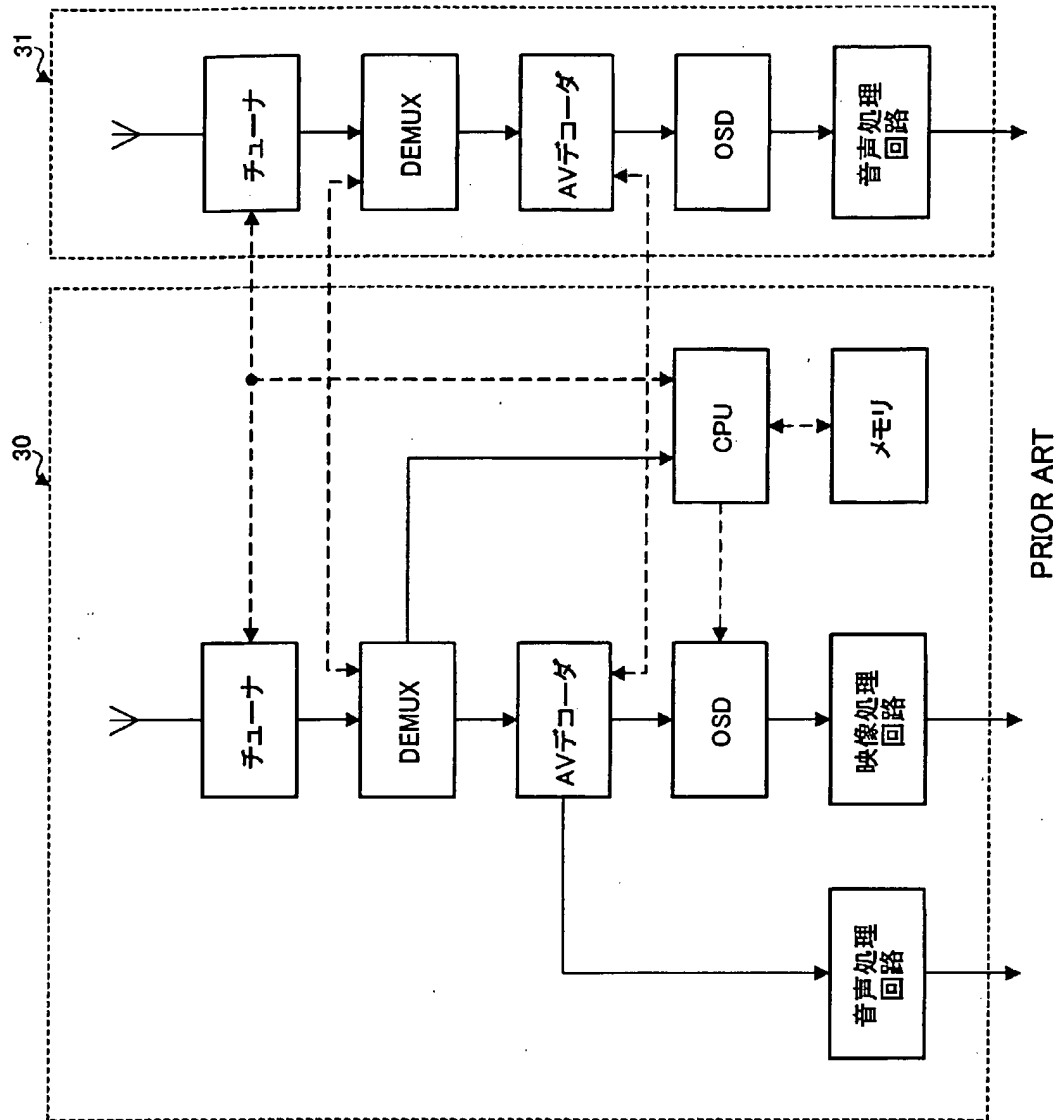 31
チューナ
DEMUX
AVデコーダ
OSD
音声処理
回路
30
CPU
メモリ
チューナ
DEMUX
AVデコーダ
OSD
映像処理
回路
音声処理
回路
PRIOR ART